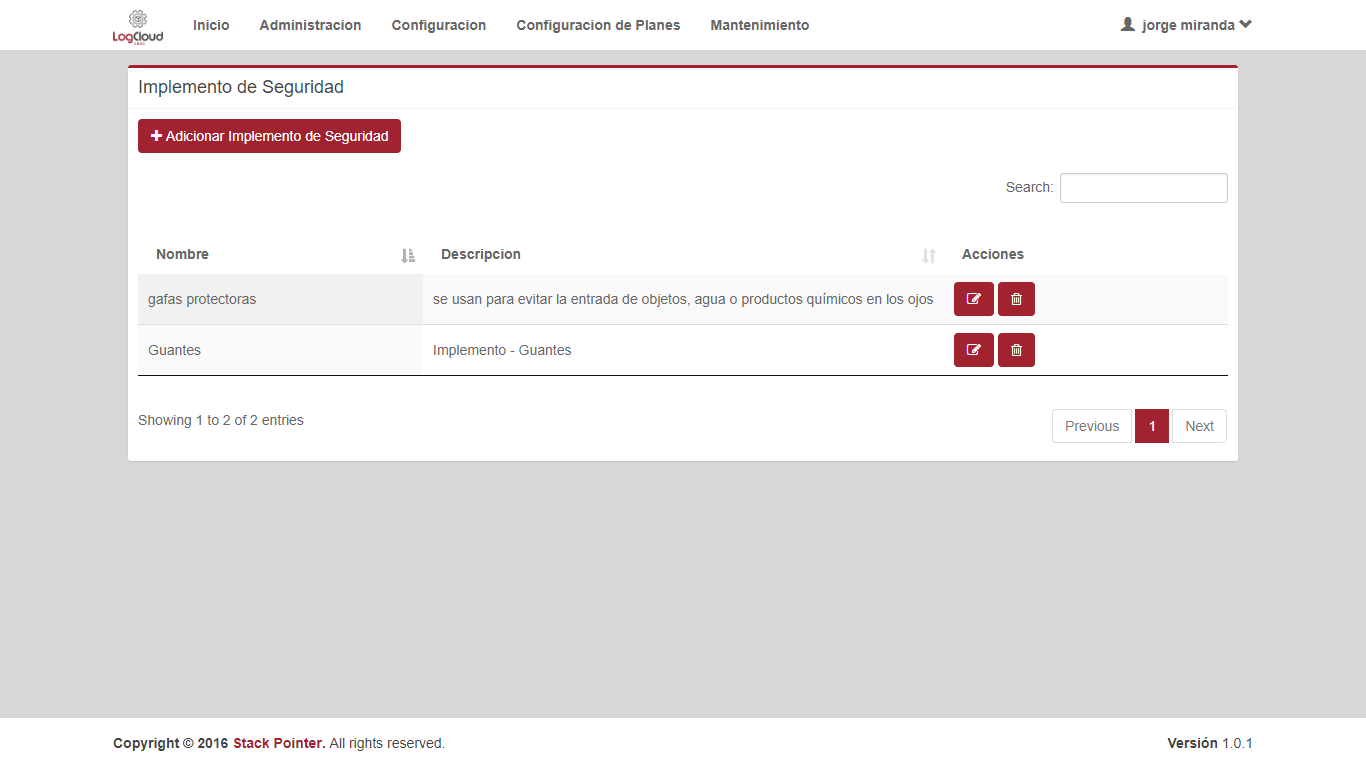 LogCloud
Inicio Administracion Configuracion Configuracion de Planes Mantenimiento jorge miranda
Implemento de Seguridad
Adicionar Implemento de Seguridad
Search:
Nombre Descripcion Acciones
gafas protectoras se usan para evitar la entrada de objetos, agua o productos químicos en los ojos
Guantes Implemento - Guantes
Showing 1 to 2 of 2 entries
Previous 1 Next
Copyright © 2016 Stack Pointer. All rights reserved. Versión 1.0.1